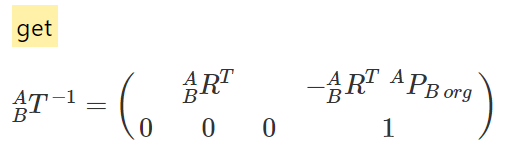 get
$^{A}_{B}T^{-1} = \begin{pmatrix} & ^{A}_{B}R^{T} & & -^{A}_{B}R^{T}\ ^{A}P_{B\,org} \\ 0 & 0 & 0 & 1 \end{pmatrix}$